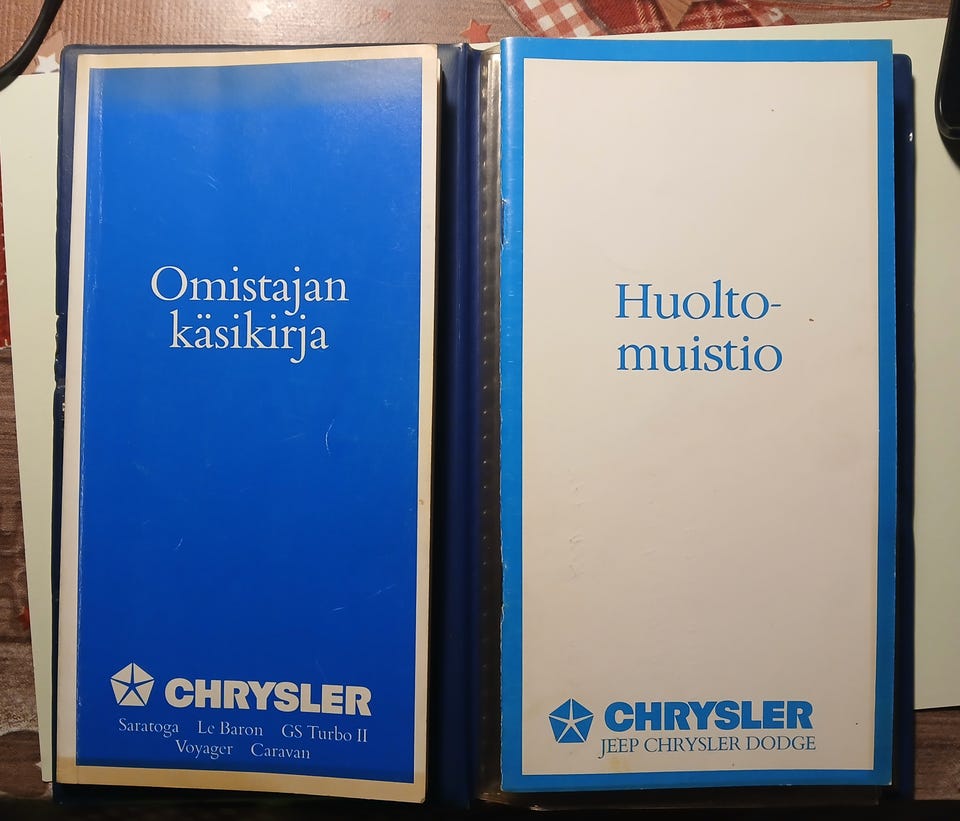 Omistajan
käsikirja
CHRYSLER
Saratoga Le Baron GS Turbo II
Voyager Caravan
Huolto-
muistio
CHRYSLER
JEEP CHRYSLER DODGE